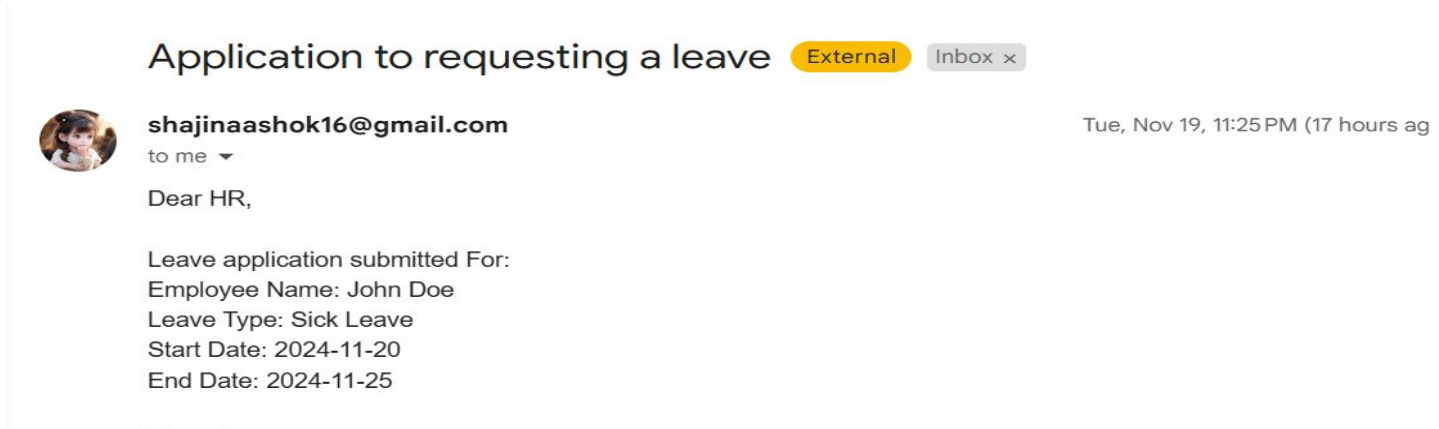 Application to requesting a leave External Inbox ×
shajinaashok16@gmail.com Tue, Nov 19, 11:25 PM (17 hours ag
to me
Dear HR,
Leave application submitted For:
Employee Name: John Doe
Leave Type: Sick Leave
Start Date: 2024-11-20
End Date: 2024-11-25